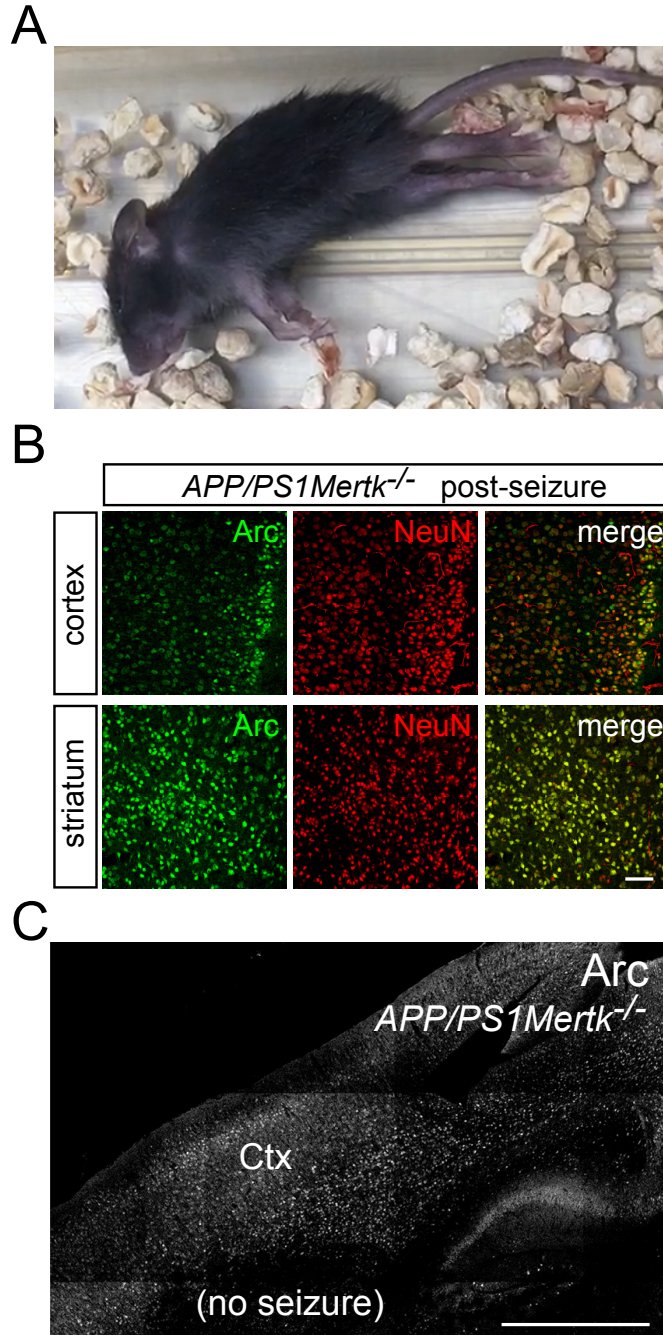 A
B
APP/PS1Mertk-/- post-seizure
cortex
Arc
NeuN
merge
striatum
Arc
NeuN
merge
C
Arc
APP/PS1Mertk-/-
Ctx
(no seizure)